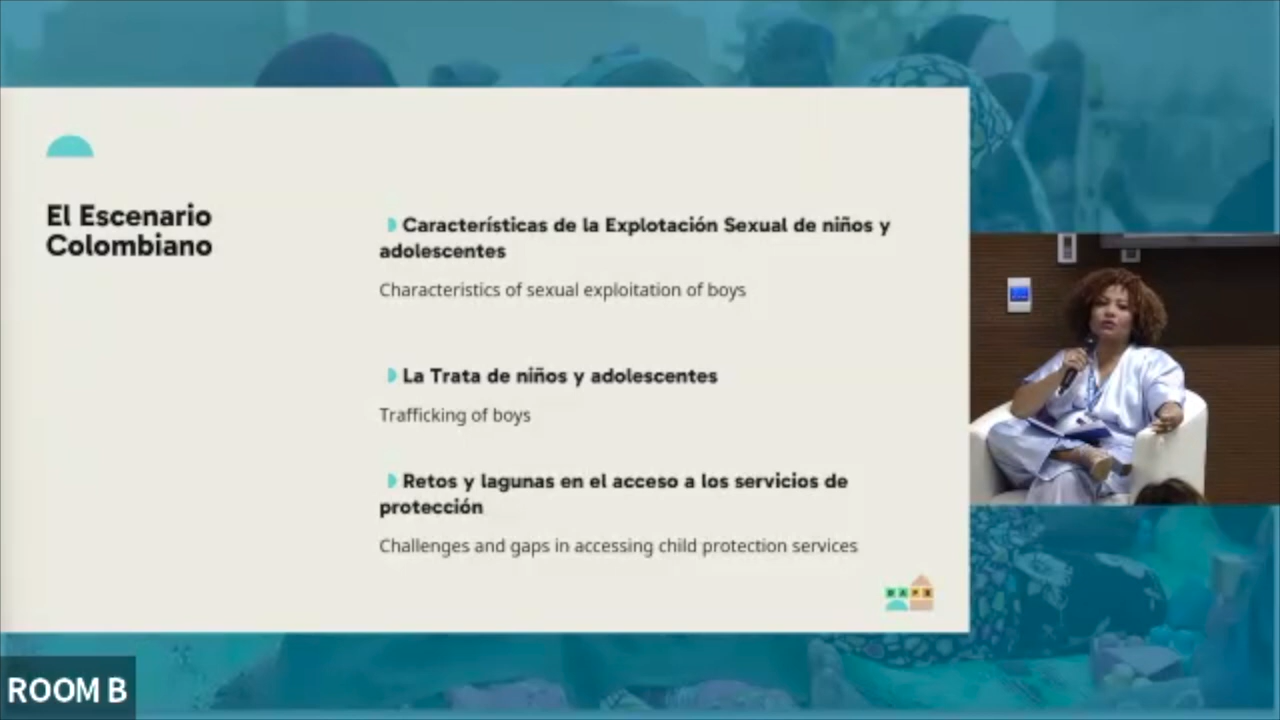 El Escenario
Colombiano
Características de la Explotación Sexual de niños y
adolescentes
Characteristics of sexual exploitation of boys
La Trata de niños y adolescentes
Trafficking of boys
Retos y lagunas en el acceso a los servicios de
protección
Challenges and gaps in accessing child protection services
ROOM B